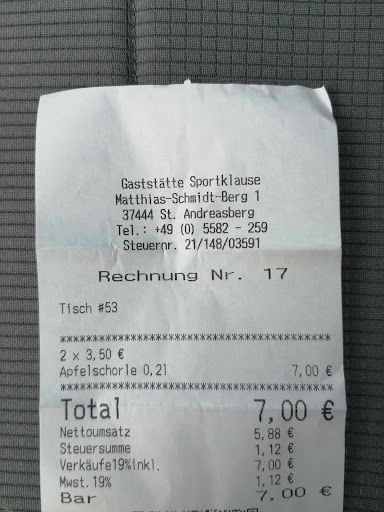 Gaststätte Sportklause
Matthias-Schmidt-Berg 1
37444 St. Andreasberg
Tel.: +49 (0) 5582 - 259
Steuernr. 21/148/03591
Rechnung Nr. 17
Tisch #53
******************************************
2 x 3,50 €
Apfelschorle 0,2l 7,00 €
******************************************
Total 7,00 €
Nettoumsatz 5,88 €
Steuersumme 1,12 €
Verkäufe19%inkl. 7,00 €
Mwst.19% 1,12 €
Bar 7,00 €